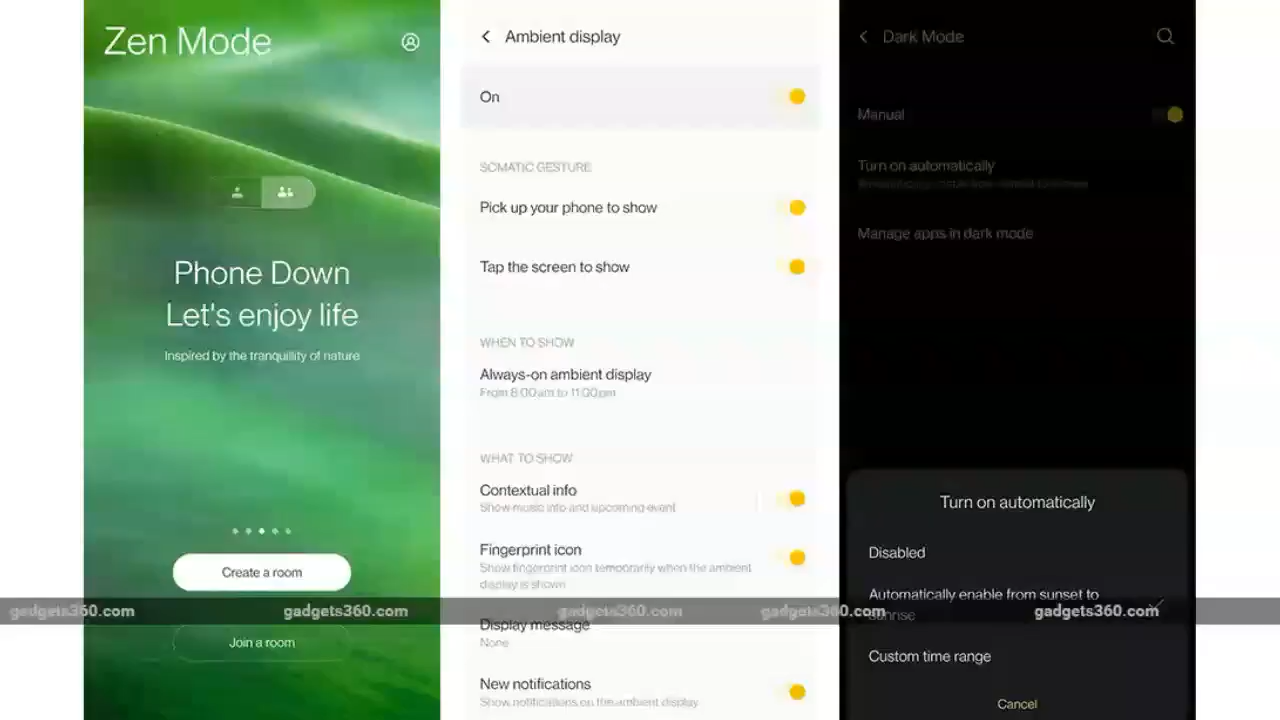 Zen Mode
Phone Down
Let's enjoy life
Inspired by the tranquility of nature
Create a room
Join a room
Ambient display
On
SOMATIC GESTURE
Pick up your phone to show
Tap the screen to show
WHEN TO SHOW
Always-on ambient display
From 8:00 am to 11:00 pm
WHAT TO SHOW
Contextual info
Show music info and upcoming event
Fingerprint icon
Show fingerprint icon temporarily when the ambient
display is shown
Display message
None
New notifications
Show notifications on the ambient display
Dark Mode
Manual
Turn on automatically
Manage apps in dark mode
Turn on automatically
Disabled
Automatically enable from sunset to
sunrise
Custom time range
Cancel
gadgets360.com
gadgets360.com
gadgets360.com
gadgets360.com
gadgets360.com